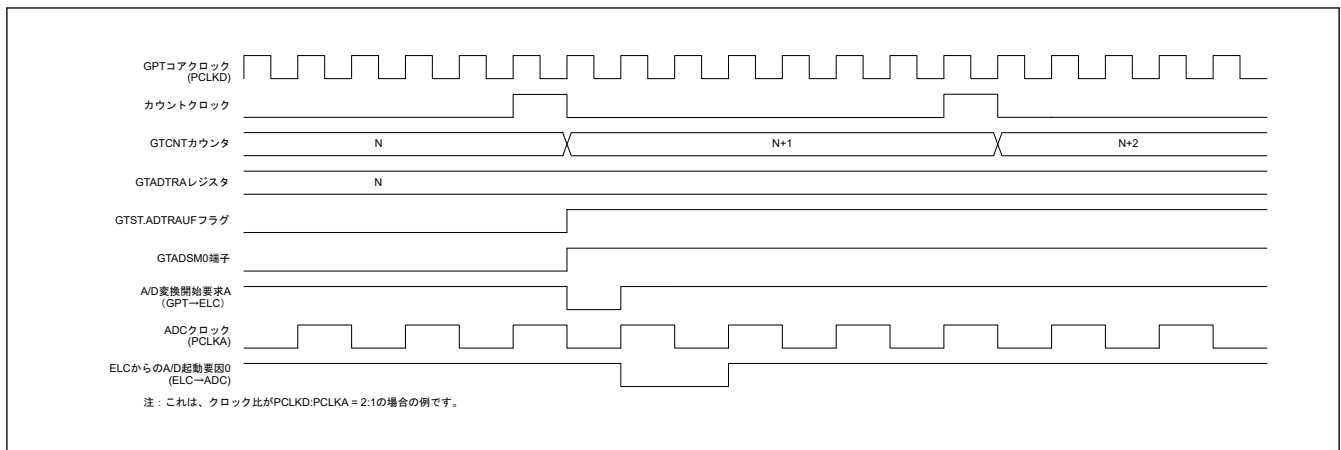 GPTコアクロック
(PCLKD)
カウントクロック
GTCNTカウンタ
N
N+1
N+2
GTADTRAレジスタ
N
GTST.ADTRAUFフラグ
GTADSM0端子
A/D変換開始要求A
（GPT→ELC）
ADCクロック
(PCLKA)
ELCからのA/D起動要因0
(ELC→ADC)
注：これは、クロック比がPCLKD:PCLKA = 2:1の場合の例です。